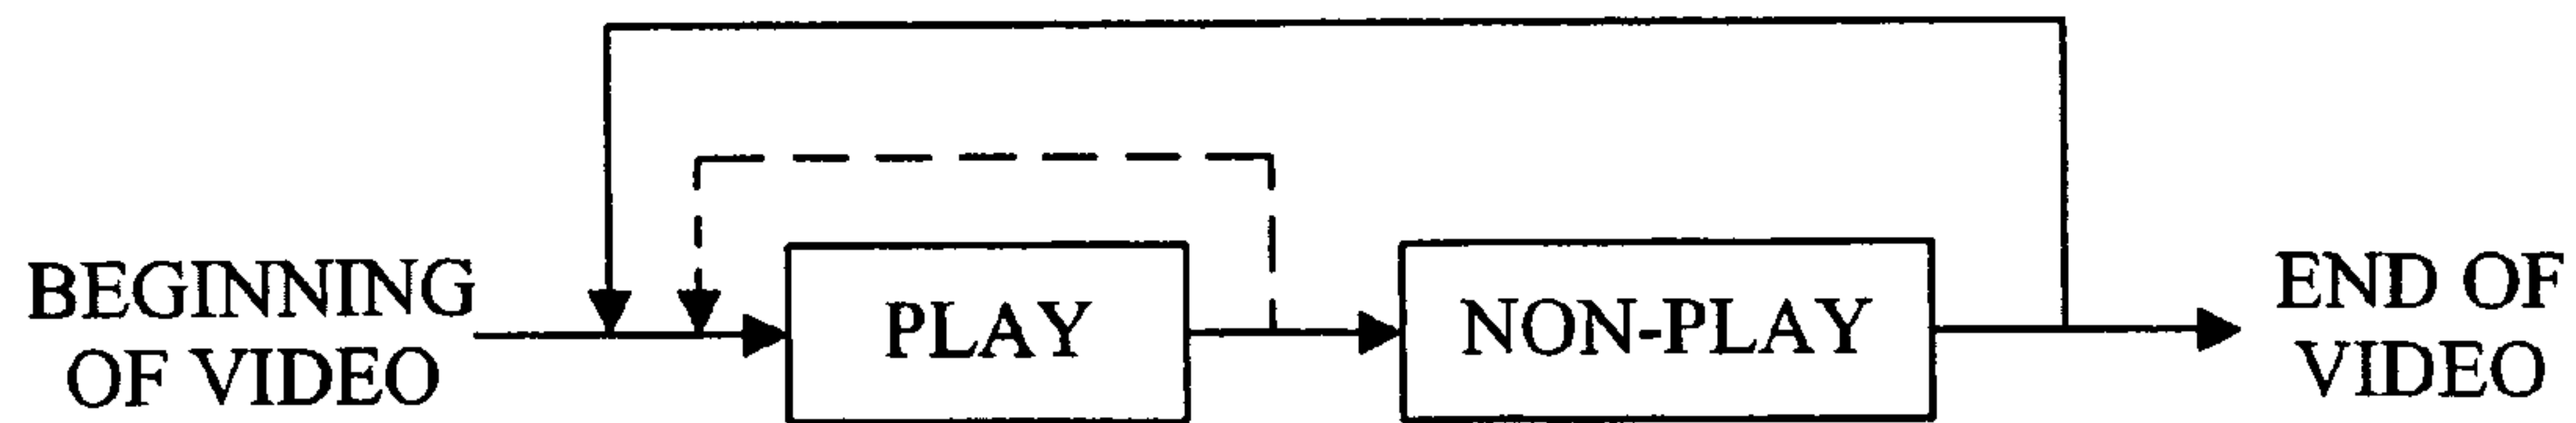 BEGINNING
OF VIDEO
PLAY
NON-PLAY
END OF
VIDEO